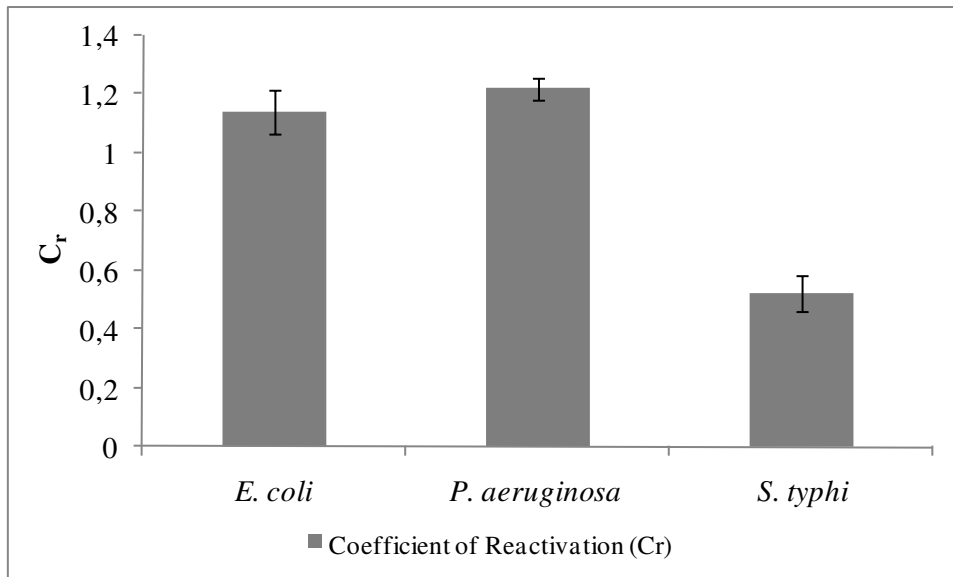 1,4
1,2
1
0,8
0,6
0,4
0,2
0
Cr
E. coli P. aeruginosa S. typhi
Coefficient of Reactivation (Cr)